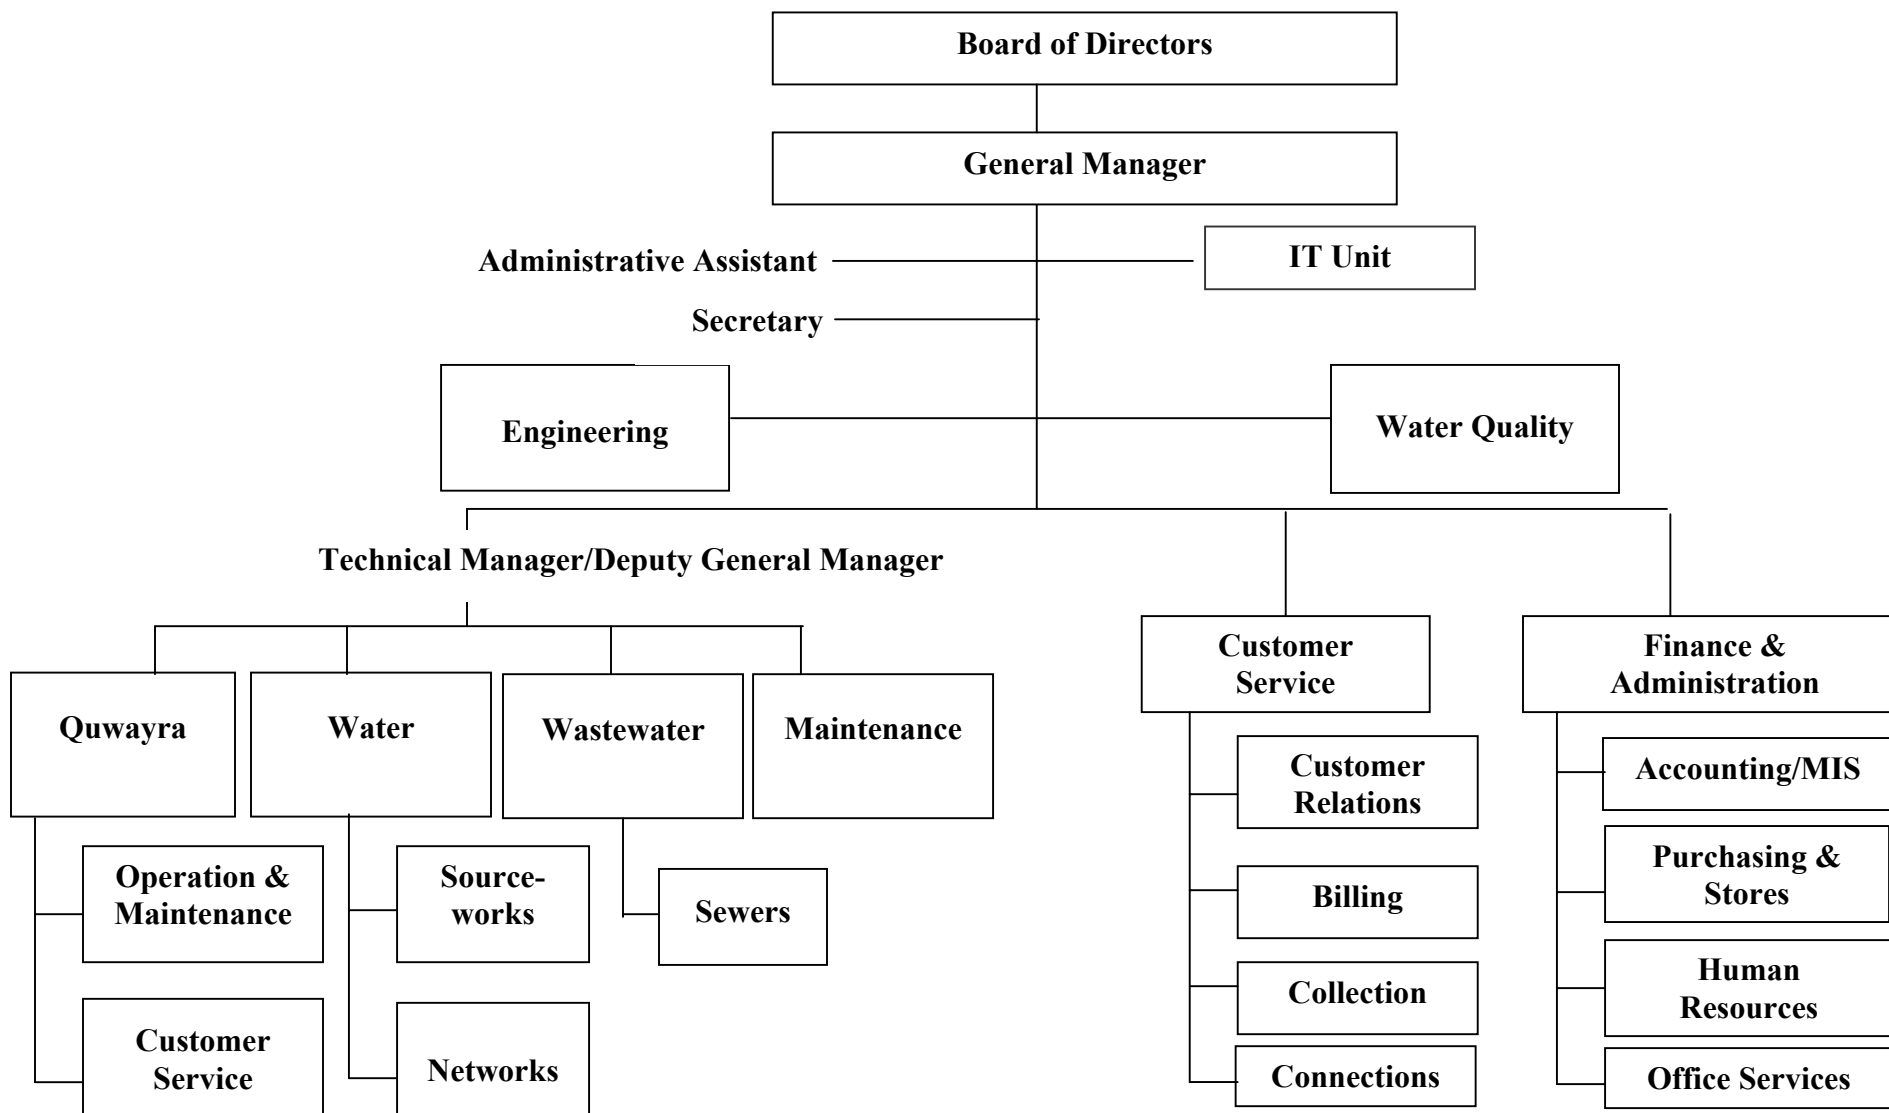 Board of Directors
General Manager
Administrative Assistant
IT Unit
Secretary
Engineering
Water Quality
Technical Manager/Deputy General Manager
Quwayra
Water
Wastewater
Maintenance
Operation &
Maintenance
Customer
Service
Source-
works
Networks
Sewers
Customer
Service
Customer
Relations
Billing
Collection
Connections
Finance &
Administration
Accounting/MIS
Purchasing &
Stores
Human
Resources
Office Services